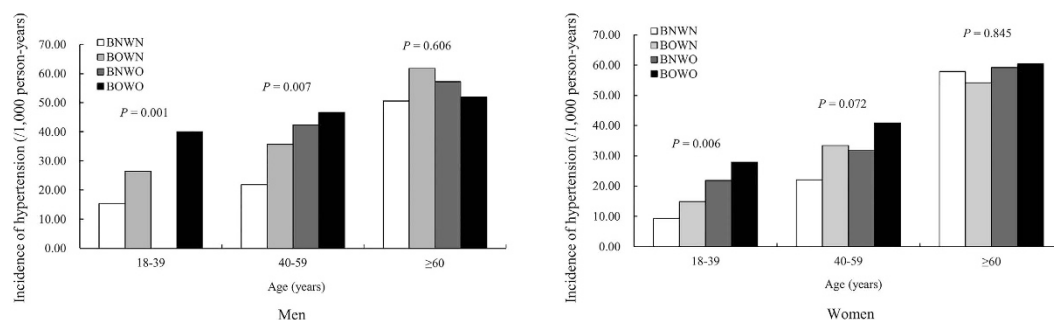 Incidence of hypertension (/1,000 person-years)
70.00
60.00
50.00
40.00
30.00
20.00
10.00
0.00
BNWN
BOWN
BNWO
BOWO
P = 0.001
P = 0.007
P = 0.606
18-39
40-59
≥60
Age (years)
Men
Incidence of hypertension (/1,000 person-years)
70.00
60.00
50.00
40.00
30.00
20.00
10.00
0.00
BNWN
BOWN
BNWO
BOWO
P = 0.006
P = 0.072
P = 0.845
18-39
40-59
≥60
Age (years)
Women